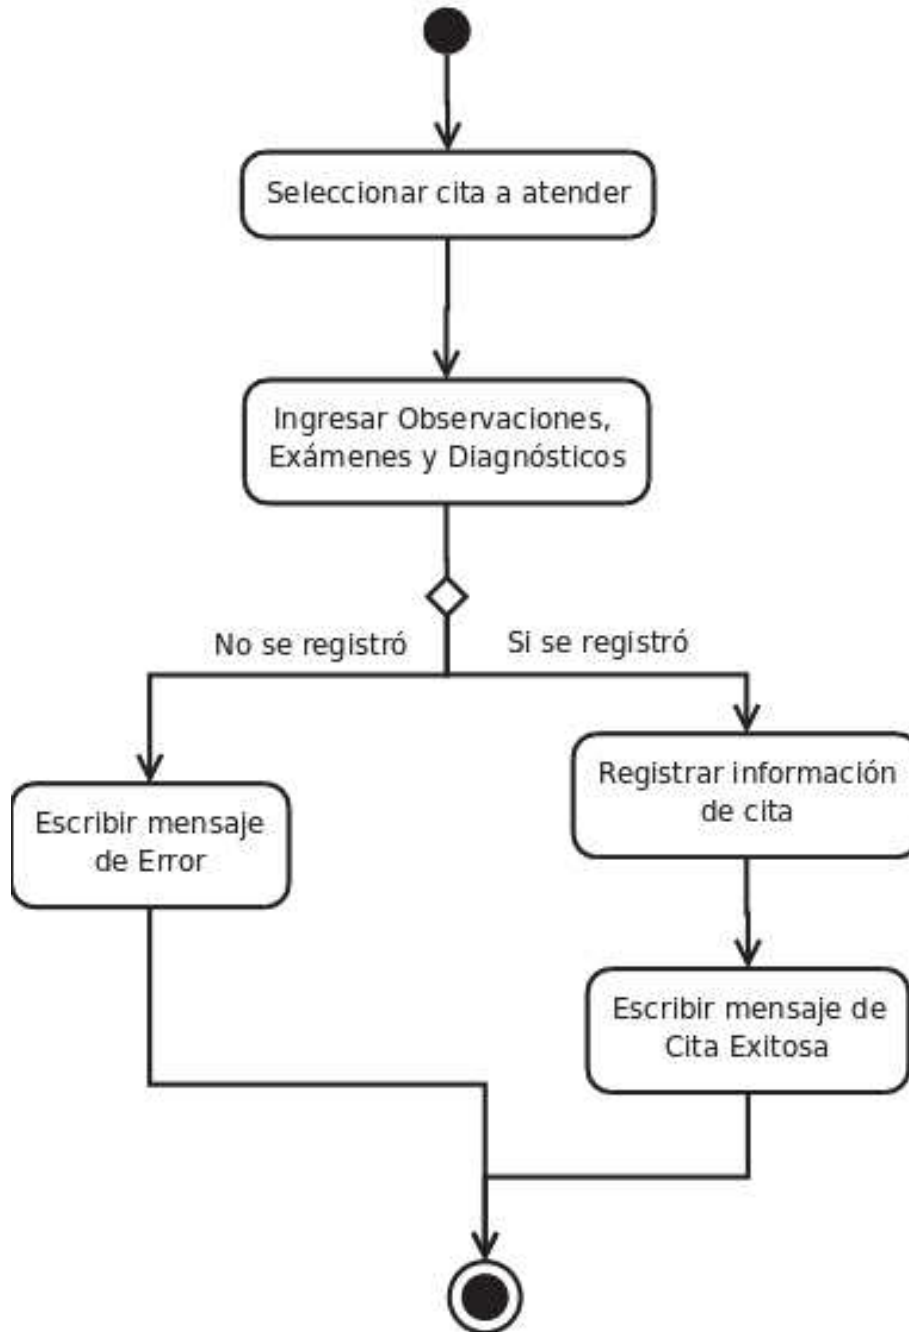 Seleccionar cita a atender
Ingresar Observaciones,
Exámenes y Diagnósticos
No se registró
Si se registró
Registrar información
de cita
Escribir mensaje
de Error
Escribir mensaje de
Cita Exitosa